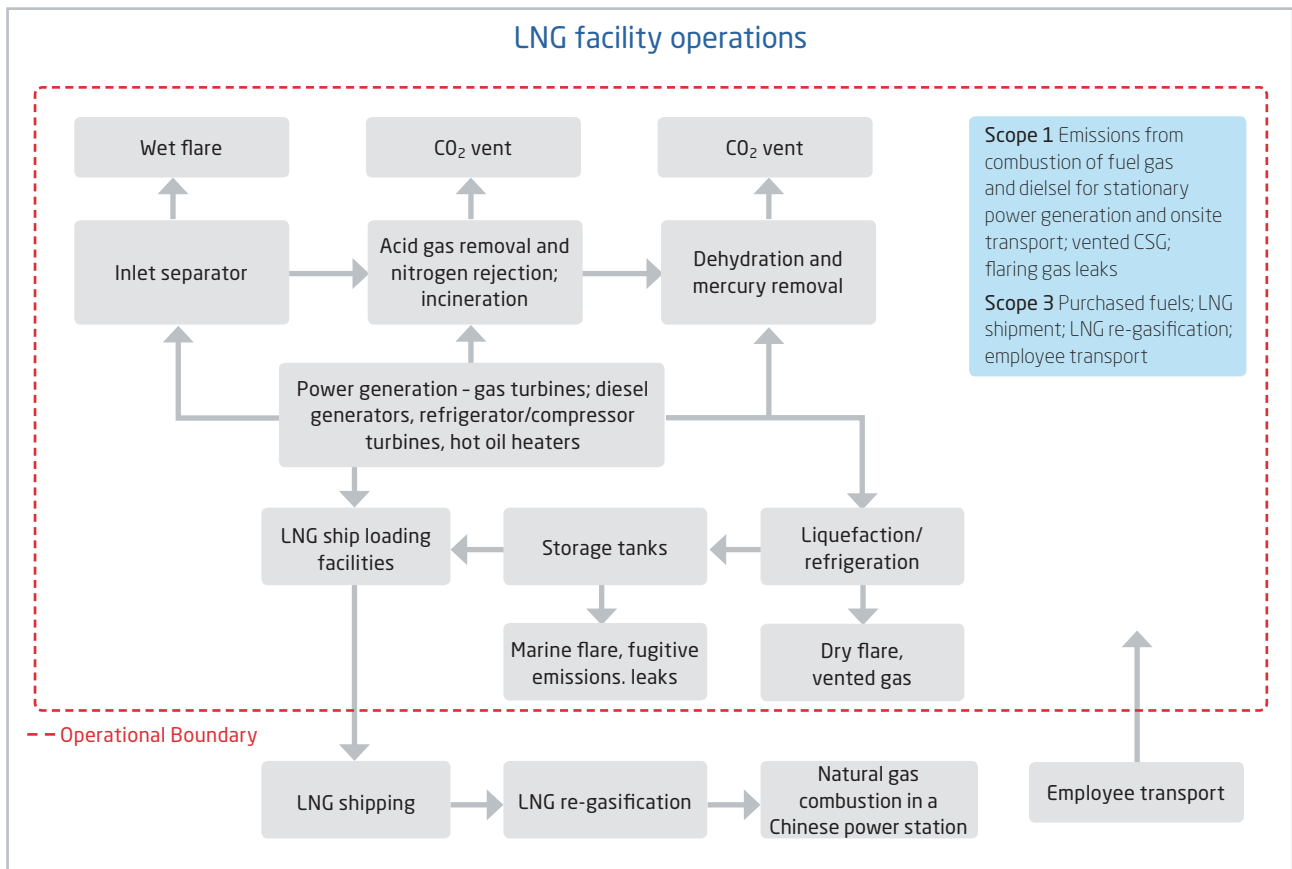 LNG facility operations
Wet flare
CO₂ vent
CO₂ vent
Scope 1 Emissions from
combustion of fuel gas
and dielsel for stationary
power generation and onsite
transport; vented CSG;
flaring gas leaks
Scope 3 Purchased fuels; LNG
shipment; LNG re-gasification;
employee transport
Inlet separator
Acid gas removal and
nitrogen rejection;
incineration
Dehydration and
mercury removal
Power generation – gas turbines; diesel
generators, refrigerator/compressor
turbines, hot oil heaters
LNG ship loading
facilities
Storage tanks
Liquefaction/
refrigeration
Marine flare, fugitive
emissions. leaks
Dry flare,
vented gas
Operational Boundary
LNG shipping
LNG re-gasification
Natural gas
combustion in a
Chinese power station
Employee transport